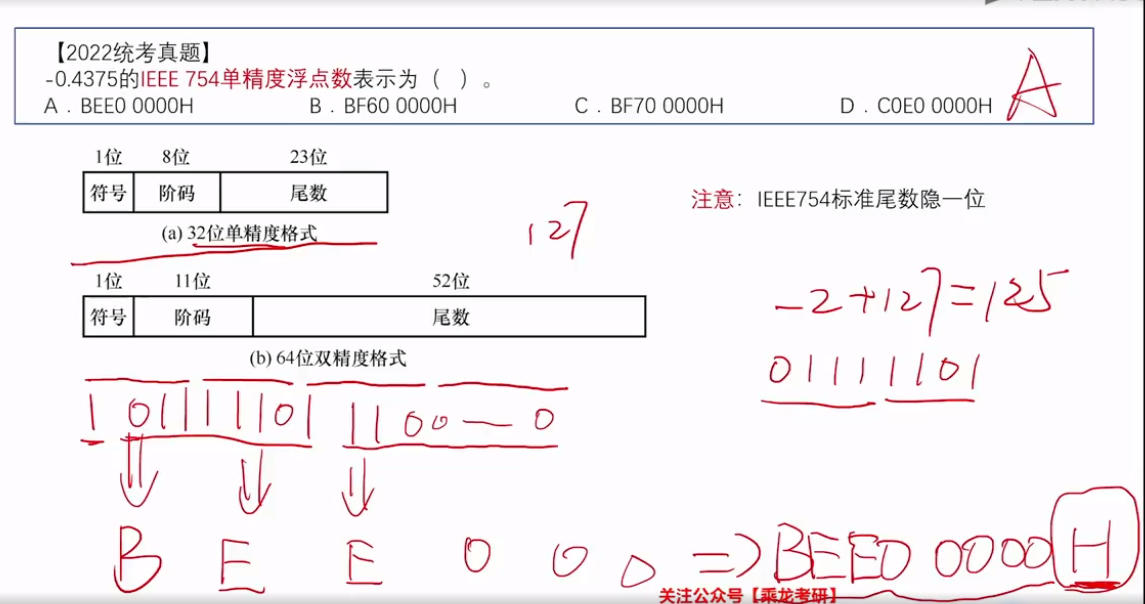 【2022统考真题】
-0.4375的IEEE 754单精度浮点数表示为（ ）。
A．BEE0 0000H B．BF60 0000H C．BF70 0000H D．C0E0 0000H
A
1位 8位 23位
符号 阶码 尾数
(a) 32位单精度格式
注意：IEEE754标准尾数隐一位
127
1位 11位 52位
符号 阶码 尾数
(b) 64位双精度格式
-2+127=125
01111101
1 01111101 1100—0
B E E 0 0 0 => BEE0 0000H
关注公众号【乘龙考研】